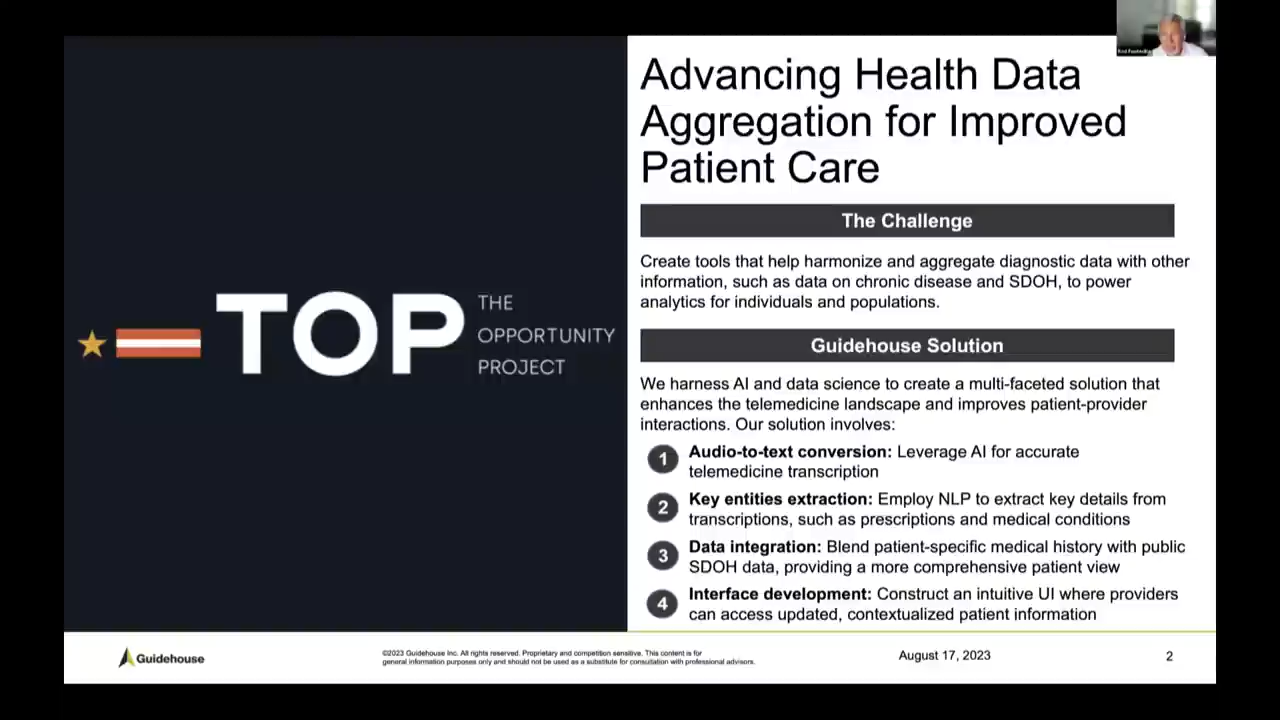 Advancing Health Data
Aggregation for Improved
Patient Care
The Challenge
Create tools that help harmonize and aggregate diagnostic data with other
information, such as data on chronic disease and SDOH, to power
analytics for individuals and populations.
Guidehouse Solution
We harness AI and data science to create a multi-faceted solution that
enhances the telemedicine landscape and improves patient-provider
interactions. Our solution involves:
1 Audio-to-text conversion: Leverage AI for accurate
telemedicine transcription
2 Key entities extraction: Employ NLP to extract key details from
transcriptions, such as prescriptions and medical conditions
3 Data integration: Blend patient-specific medical history with public
SDOH data, providing a more comprehensive patient view
4 Interface development: Construct an intuitive UI where providers
can access updated, contextualized patient information
TOP
THE
OPPORTUNITY
PROJECT
Guidehouse
©2023 Guidehouse Inc. All rights reserved. Proprietary and competition sensitive. This content is for
general information purposes only and should not be used as a substitute for consultation with professional advisors.
August 17, 2023
2